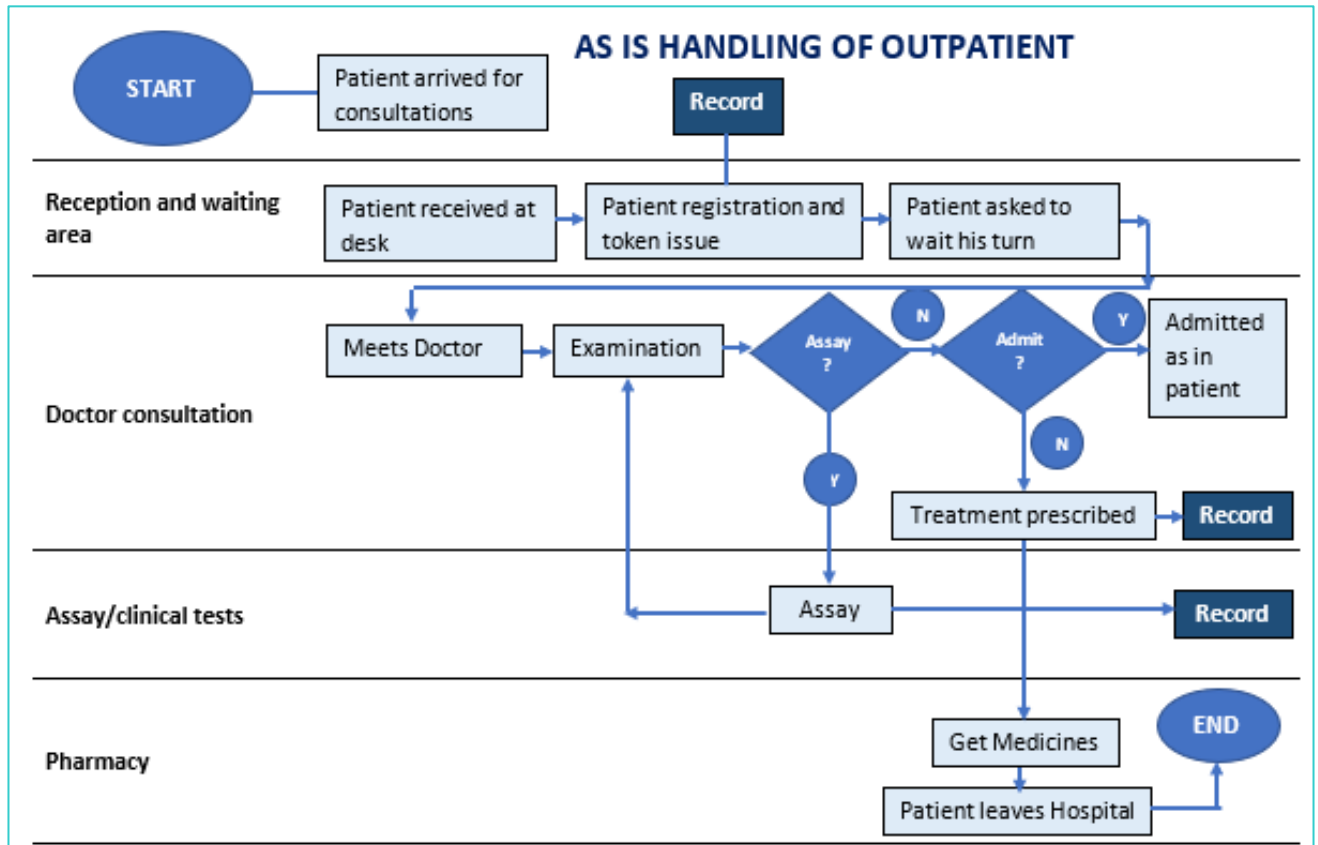 AS IS HANDLING OF OUTPATIENT
START
Patient arrived for
consultations
Record
Reception and waiting
area
Patient received at
desk
Patient registration and
token issue
Patient asked to
wait his turn
Doctor consultation
Meets Doctor
Examination
Assay
?
N
Admit
?
Y
Admitted
as in
patient
N
Y
Treatment prescribed
Record
Assay/clinical tests
Assay
Record
Pharmacy
Get Medicines
END
Patient leaves Hospital